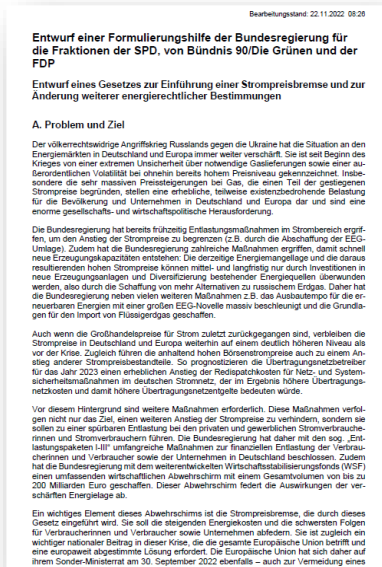 Bearbeitungsstand: 22.11.2022  08:26
Entwurf einer Formulierungshilfe der Bundesregierung für
die Fraktionen der SPD, von Bündnis 90/Die Grünen und der
FDP
Entwurf eines Gesetzes zur Einführung einer Strompreisbremse und zur
Änderung weiterer energierechtlicher Bestimmungen
A. Problem und Ziel
Der völkerrechtswidrige Angriffskrieg Russlands gegen die Ukraine hat die Situation an den
Energiemärkten in Deutschland und Europa immer weiter verschärft. Sie ist seit Beginn des
Krieges von einer extremen Unsicherheit über notwendige Gaslieferungen sowie einer au-
ßerordentlichen Volatilität bei ohnehin bereits hohem Preisniveau gekennzeichnet. Insbe-
sondere die sehr massiven Preissteigerungen bei Gas, die einen Teil der gestiegenen
Strompreise begründen, stellen eine erhebliche, teilweise existenzbedrohende Belastung
für die Bevölkerung und Unternehmen in Deutschland und Europa dar und sind eine
enorme gesellschafts- und wirtschaftspolitische Herausforderung.
Die Bundesregierung hat bereits frühzeitig Entlastungsmaßnahmen im Strombereich ergrif-
fen, um den Anstieg der Strompreise zu begrenzen (z.B. durch die Abschaffung der EEG-
Umlage). Zudem hat die Bundesregierung zahlreiche Maßnahmen ergriffen, damit schnell
neue Erzeugungskapazitäten entstehen: Die derzeitige Energiemangellage und die daraus
resultierenden hohen Strompreise können mittel- und langfristig nur durch Investitionen in
neue Erzeugungsanlagen und Diversifizierung bestehender Energiequellen überwunden
werden, also durch die Schaffung von mehr Alternativen zu russischem Erdgas. Daher hat
die Bundesregierung neben vielen weiteren Maßnahmen z.B. das Ausbautempo für die er-
neuerbaren Energien mit einer großen EEG-Novelle massiv beschleunigt und die Grundla-
gen für den Import von Flüssigerdgas geschaffen.
Auch wenn die Großhandelspreise für Strom zuletzt zurückgegangen sind, verbleiben die
Strompreise in Deutschland und Europa weiterhin auf einem deutlich höheren Niveau als
vor der Krise. Zugleich führen die anhaltend hohen Börsenstrompreise auch zu einem An-
stieg anderer Strompreisbestandteile. So prognostizieren die Übertragungsnetzbetreiber
für das Jahr 2023 einen erheblichen Anstieg der Redispatchkosten für Netz- und System-
sicherheitsmaßnahmen im deutschen Stromnetz, der im Ergebnis höhere Übertragungs-
netzkosten und damit höhere Übertragungsnetzentgelte bedeuten würde.
Vor diesem Hintergrund sind weitere Maßnahmen erforderlich. Diese Maßnahmen verfol-
gen nicht nur das Ziel, einen weiteren Anstieg der Strompreise zu verhindern, sondern sie
sollen zu einer spürbaren Entlastung bei den privaten und gewerblichen Stromverbrauche-
rinnen und Stromverbrauchern führen. Die Bundesregierung hat daher mit den sog. „Ent-
lastungspaketen I-III“ umfangreiche Maßnahmen zur finanziellen Entlastung der Verbrau-
cherinnen und Verbraucher sowie der Unternehmen in Deutschland beschlossen. Zudem
hat die Bundesregierung mit dem weiterentwickelten Wirtschaftsstabilisierungsfonds (WSF)
einen umfassenden wirtschaftlichen Abwehrschirm mit einem Gesamtvolumen von bis zu
200 Milliarden Euro geschaffen. Dieser Abwehrschirm federt die Auswirkungen der ver-
schärften Energielage ab.
Ein wichtiges Element dieses Abwehrschirms ist die Strompreisbremse, die durch dieses
Gesetz eingeführt wird. Sie soll die steigenden Energiekosten und die schwersten Folgen
für Verbraucherinnen und Verbraucher sowie Unternehmen abfedern. Sie ist zugleich ein
wichtiger nationaler Beitrag in dieser Krise, die die gesamte Europäische Union betrifft und
eine europaweit abgestimmte Lösung erfordert. Die Europäische Union hat sich daher auf
ihrem Sonder-Ministerrat am 30. September 2022 ebenfalls – auch zur Vermeidung eines